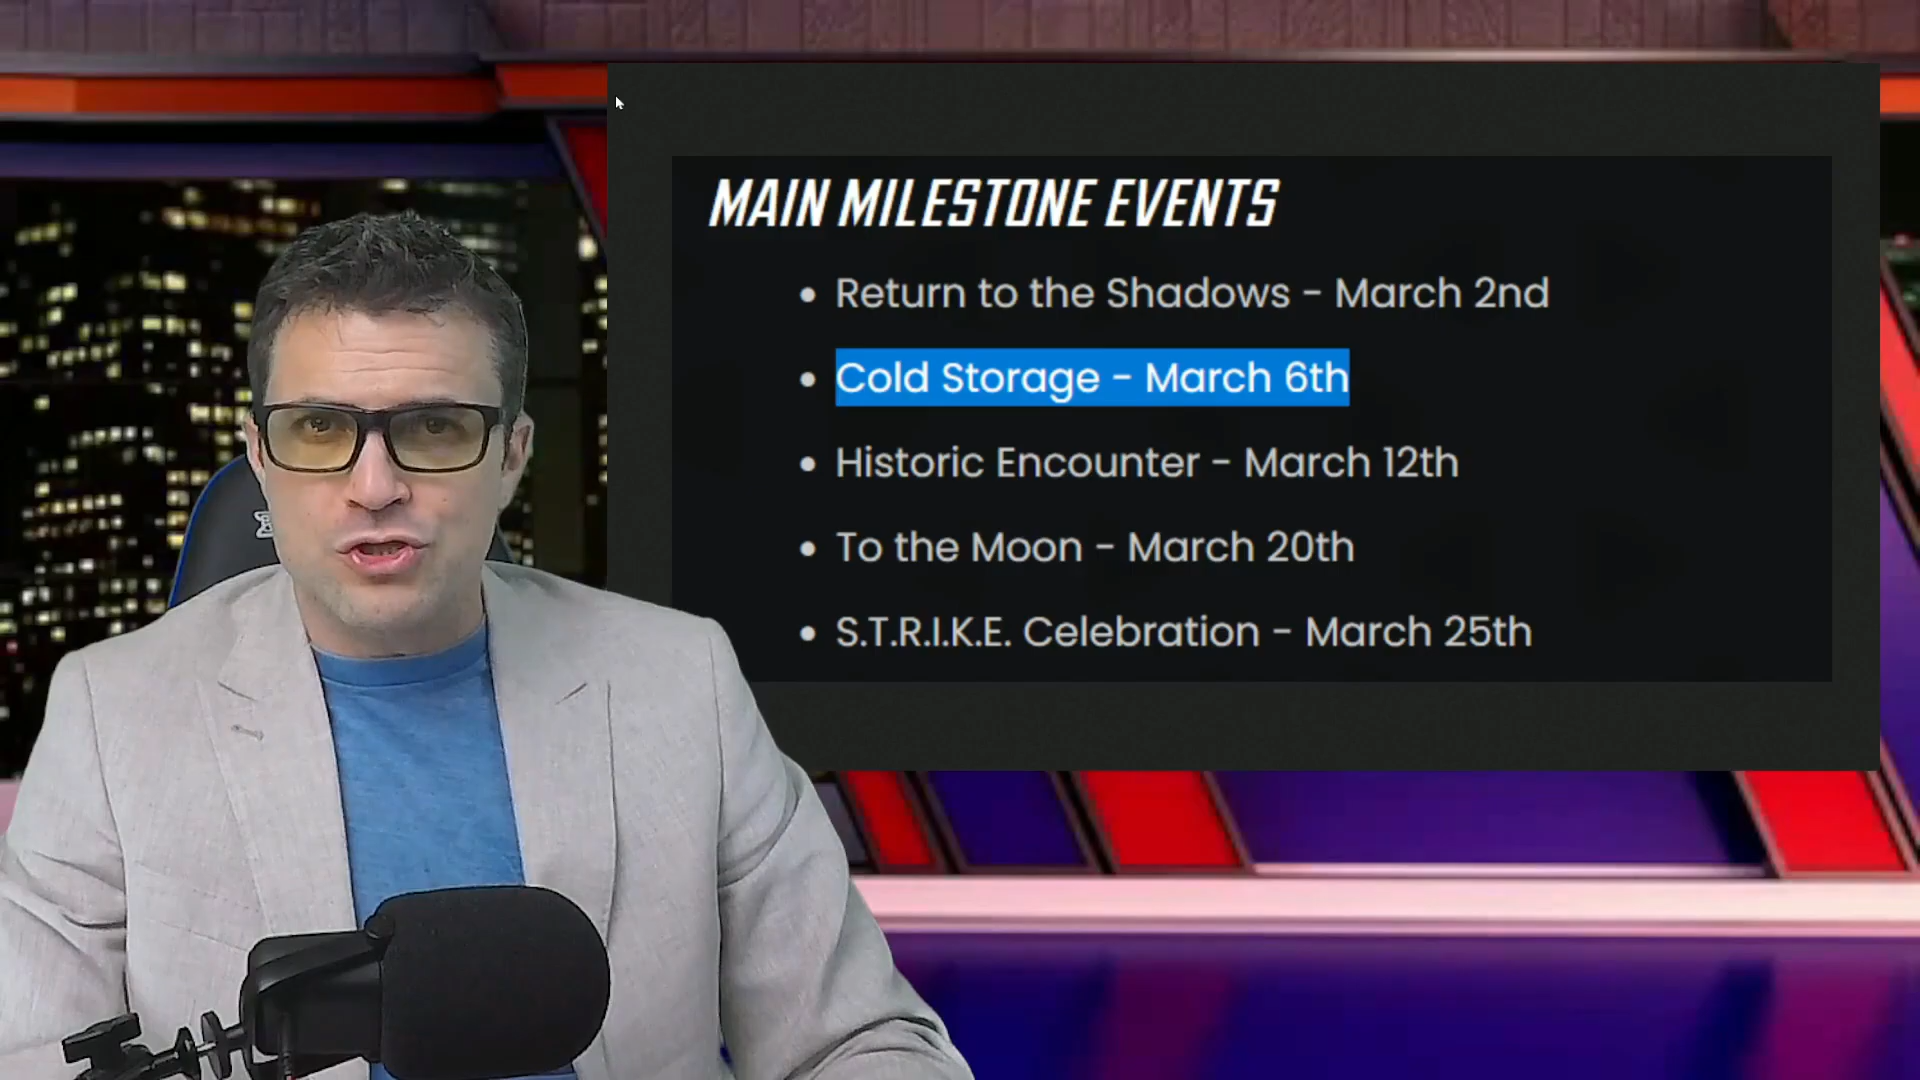 MAIN MILESTONE EVENTS
Return to the Shadows - March 2nd
Cold Storage - March 6th
Historic Encounter - March 12th
To the Moon - March 20th
S.T.R.I.K.E. Celebration - March 25th